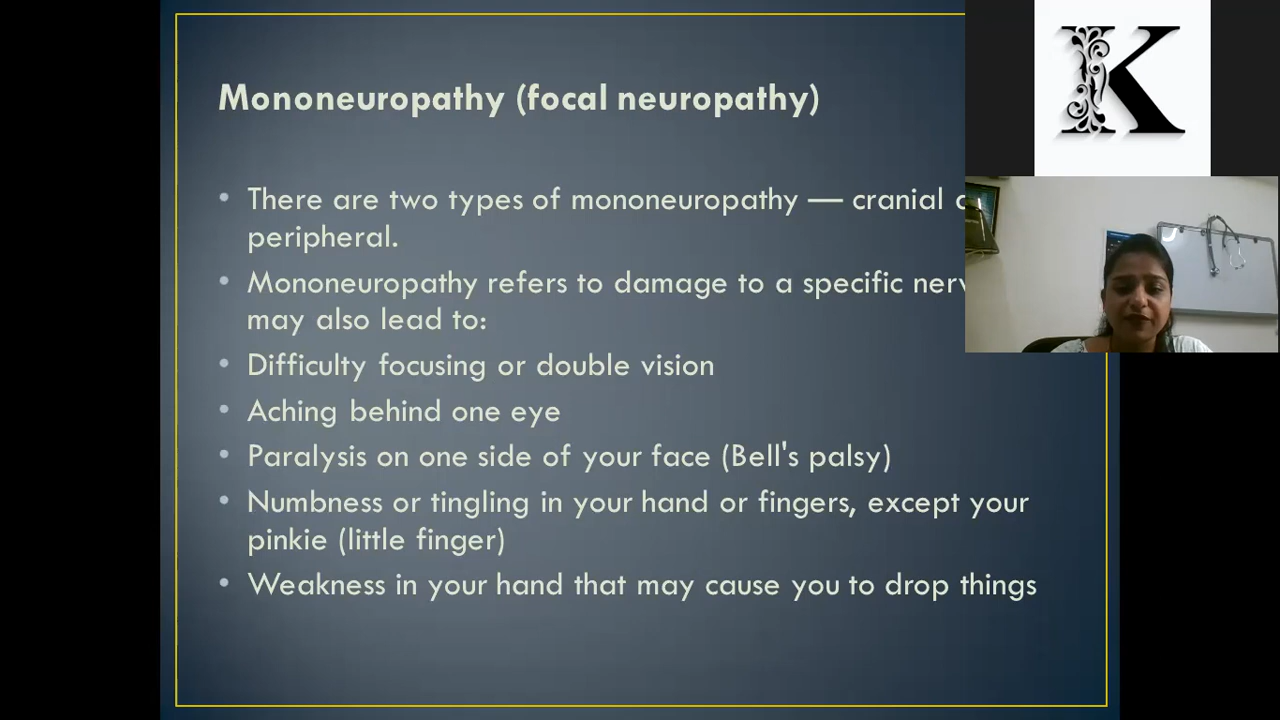 Mononeuropathy (focal neuropathy)
• There are two types of mononeuropathy — cranial
peripheral.
• Mononeuropathy refers to damage to a specific
may also lead to:
• Difficulty focusing or double vision
• Aching behind one eye
• Paralysis on one side of your face (Bell's palsy)
• Numbness or tingling in your hand or fingers, except your
pinkie (little finger)
• Weakness in your hand that may cause you to drop things
K